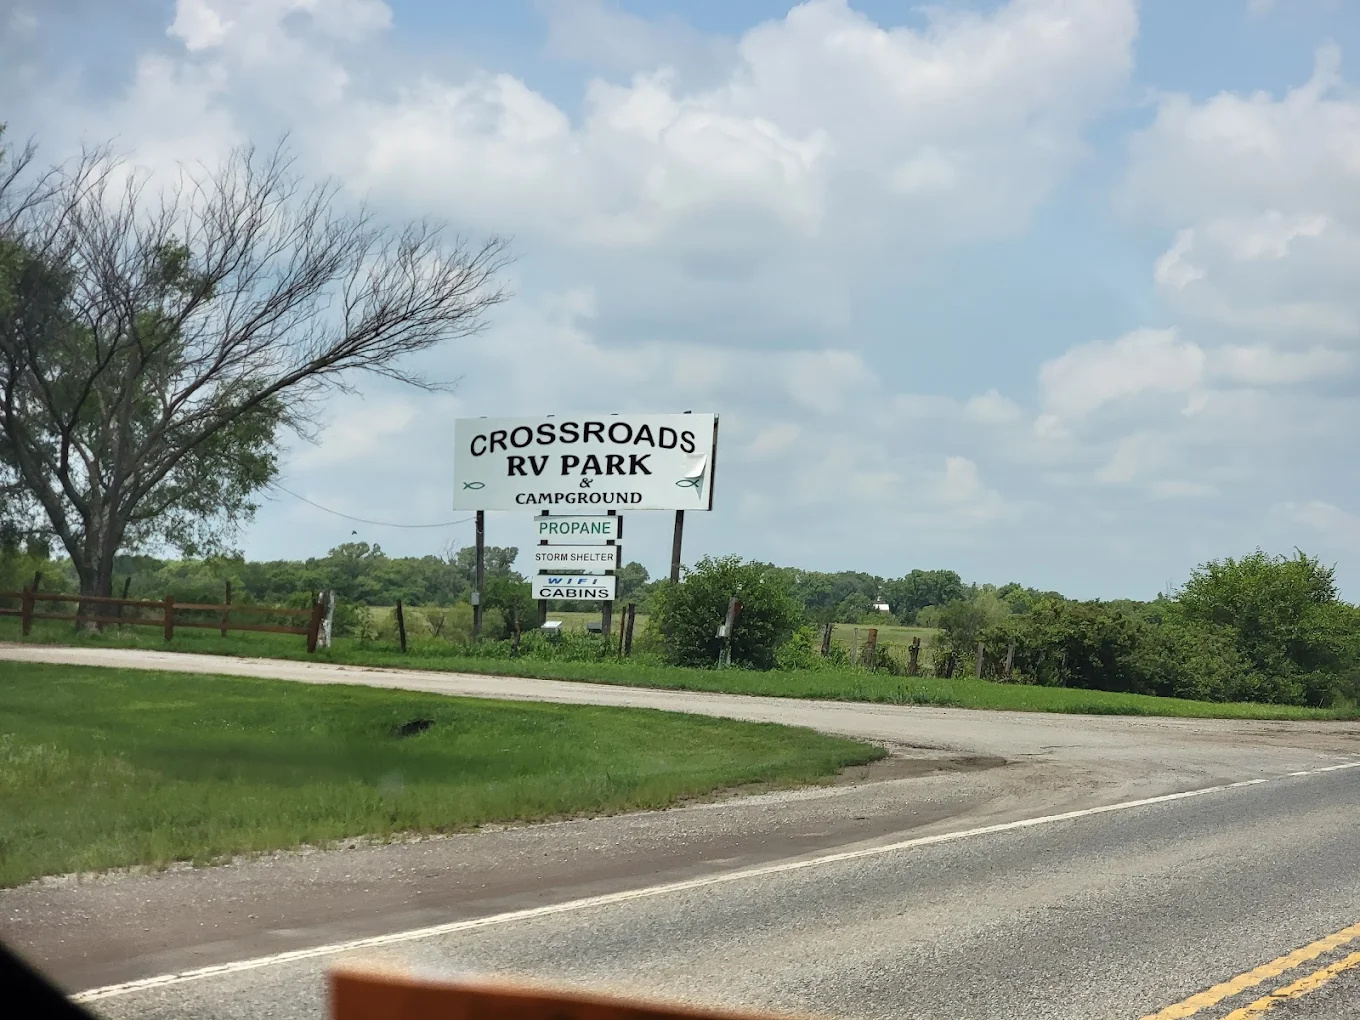 CROSSROADS
RV PARK
&
CAMPGROUND
PROPANE
STORM SHELTER
WIFI
CABINS